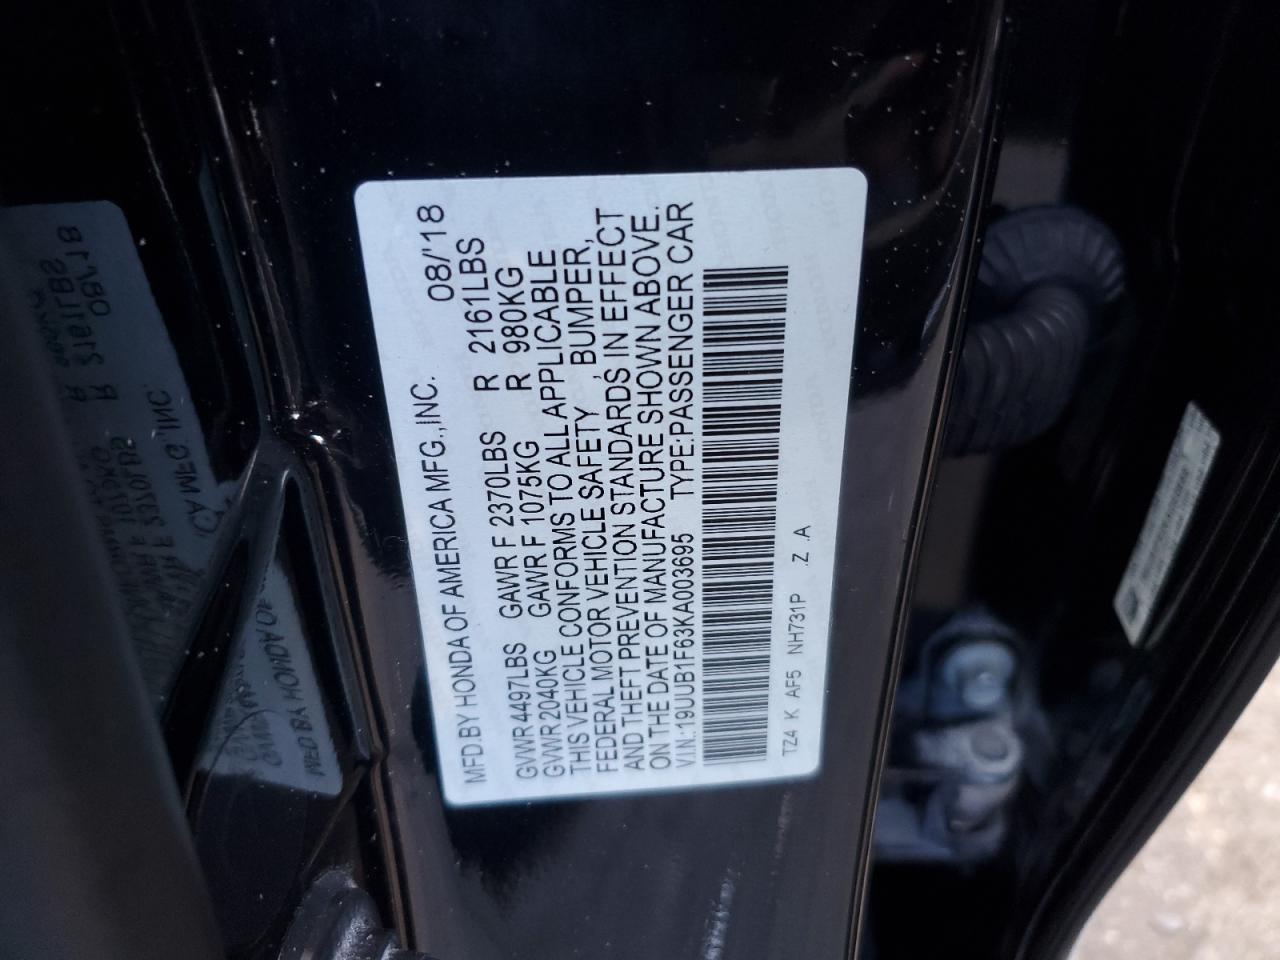 MFD.BY HONDA OF AMERICA MFG.,INC. 08/'18
GVWR 4497LBS GAWR F 2370LBS R 2161LBS
GVWR 2040KG GAWR F 1075KG R 980KG
THIS VEHICLE CONFORMS TO ALL APPLICABLE
FEDERAL MOTOR VEHICLE SAFETY, BUMPER,
AND THEFT PREVENTION STANDARDS IN EFFECT
ON THE DATE OF MANUFACTURE SHOWN ABOVE.
V.I.N.:19UUB1F63KA003695 TYPE:PASSENGER CAR
TZ4 K AF5 NH731P .Z .A